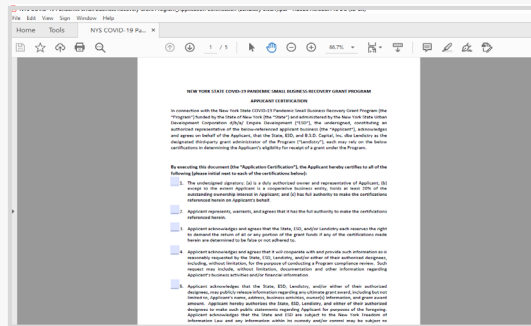 File Edit View Sign Window Help
Home Tools NYS COVID-19 Pa... ×
1 / 5 66.7%
NEW YORK STATE COVID-19 PANDEMIC SMALL BUSINESS RECOVERY GRANT PROGRAM
APPLICANT CERTIFICATION
In connection with the New York State COVID-19 Pandemic Small Business Recovery Grant Program (the
"Program") funded by the State of New York (the "State") and administered by the New York State Urban
Development Corporation d/b/a/ Empire Development ("ESD"), the undersigned, constituting an
authorized representative of the below-referenced applicant business (the "Applicant"), acknowledges
and agrees on behalf of the Applicant, that the State, ESD, and B.S.D. Capital, Inc. dba Lendistry as the
designated third-party grant administrator of the Program ("Lendistry"), each may rely on the below
certifications in determining the Applicant's eligibility for receipt of a grant under the Program.
By executing this document (the "Application Certification"), the Applicant hereby certifies to all of the
following (please initial next to each of the certifications below):
1. The undersigned signatory: (a) is a duly authorized owner and representative of Applicant; (b)
except to the extent Applicant is a cooperative business entity, holds at least 20% of the
outstanding ownership interest in Applicant; and (c) has full authority to make the certifications
referenced herein on Applicant's behalf.
2. Applicant represents, warrants, and agrees that it has the full authority to make the certifications
referenced herein.
3. Applicant acknowledges and agrees that the State, ESD, and/or Lendistry each reserves the right
to demand the return of all or any portion of the grant funds if any of the certifications made
herein are determined to be false or not adhered to.
4. Applicant acknowledges and agrees that it will cooperate with and provide such information as is
reasonably requested by the State, ESD, and/or either of their authorized designees,
including, without limitation, for the purpose of conducting a Program compliance review. Such
request may include, without limitation, documentation and other information regarding
Applicant's business activities and/or financial information.
5. Applicant acknowledges that the State, ESD, Lendistry, and/or either of their authorized
designees, may publicly release information regarding any ultimate grant award, including but not
limited to, Applicant's name, address, business activities, owner(s) information, and grant award
amount. Applicant hereby authorizes the State, ESD, Lendistry, and either of their authorized
designees to make such public statements regarding Applicant for purposes of the foregoing.
Applicant acknowledges that the State and ESD are subject to the New York Freedom of
Information Law and any information within its custody and/or control may be subject to